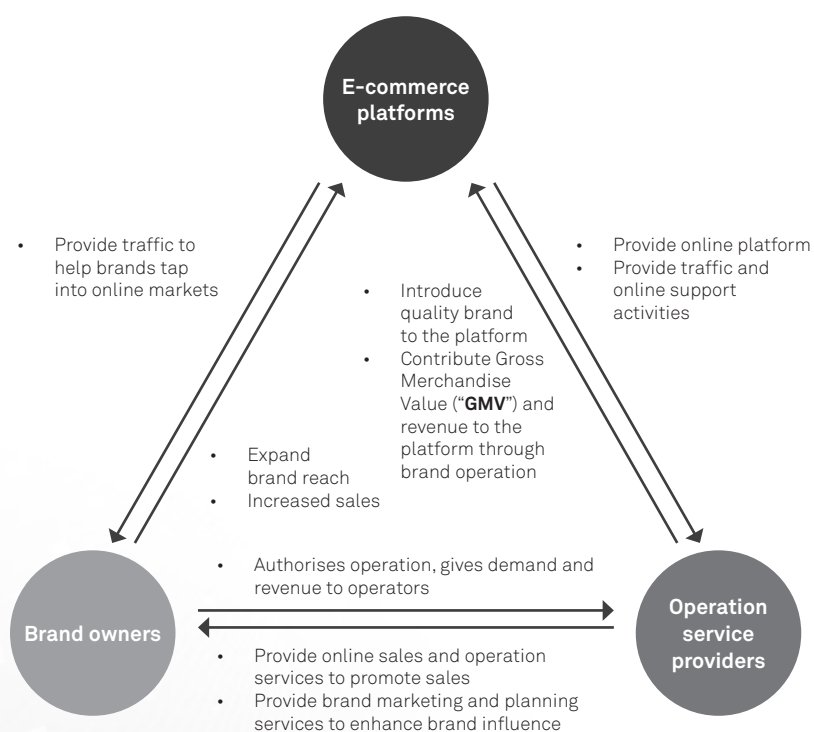 E-commerce
platforms
• Provide traffic to
help brands tap
into online markets
• Provide online platform
• Provide traffic and
online support
activities
• Introduce
quality brand
to the platform
• Contribute Gross
Merchandise
Value (“GMV”) and
revenue to the
platform through
brand operation
• Expand
brand reach
• Increased sales
• Authorises operation, gives demand and
revenue to operators
Brand owners
Operation
service
providers
• Provide online sales and operation
services to promote sales
• Provide brand marketing and planning
services to enhance brand influence